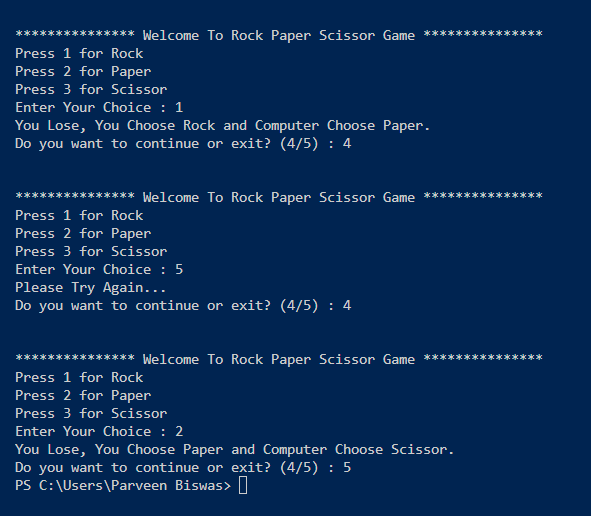 *************** Welcome To Rock Paper Scissor Game ***************
Press 1 for Rock
Press 2 for Paper
Press 3 for Scissor
Enter Your Choice : 1
You Lose, You Choose Rock and Computer Choose Paper.
Do you want to continue or exit? (4/5) : 4
*************** Welcome To Rock Paper Scissor Game ***************
Press 1 for Rock
Press 2 for Paper
Press 3 for Scissor
Enter Your Choice : 5
Please Try Again...
Do you want to continue or exit? (4/5) : 4
*************** Welcome To Rock Paper Scissor Game ***************
Press 1 for Rock
Press 2 for Paper
Press 3 for Scissor
Enter Your Choice : 2
You Lose, You Choose Paper and Computer Choose Scissor.
Do you want to continue or exit? (4/5) : 5
PS C:\Users\Parveen Biswas>